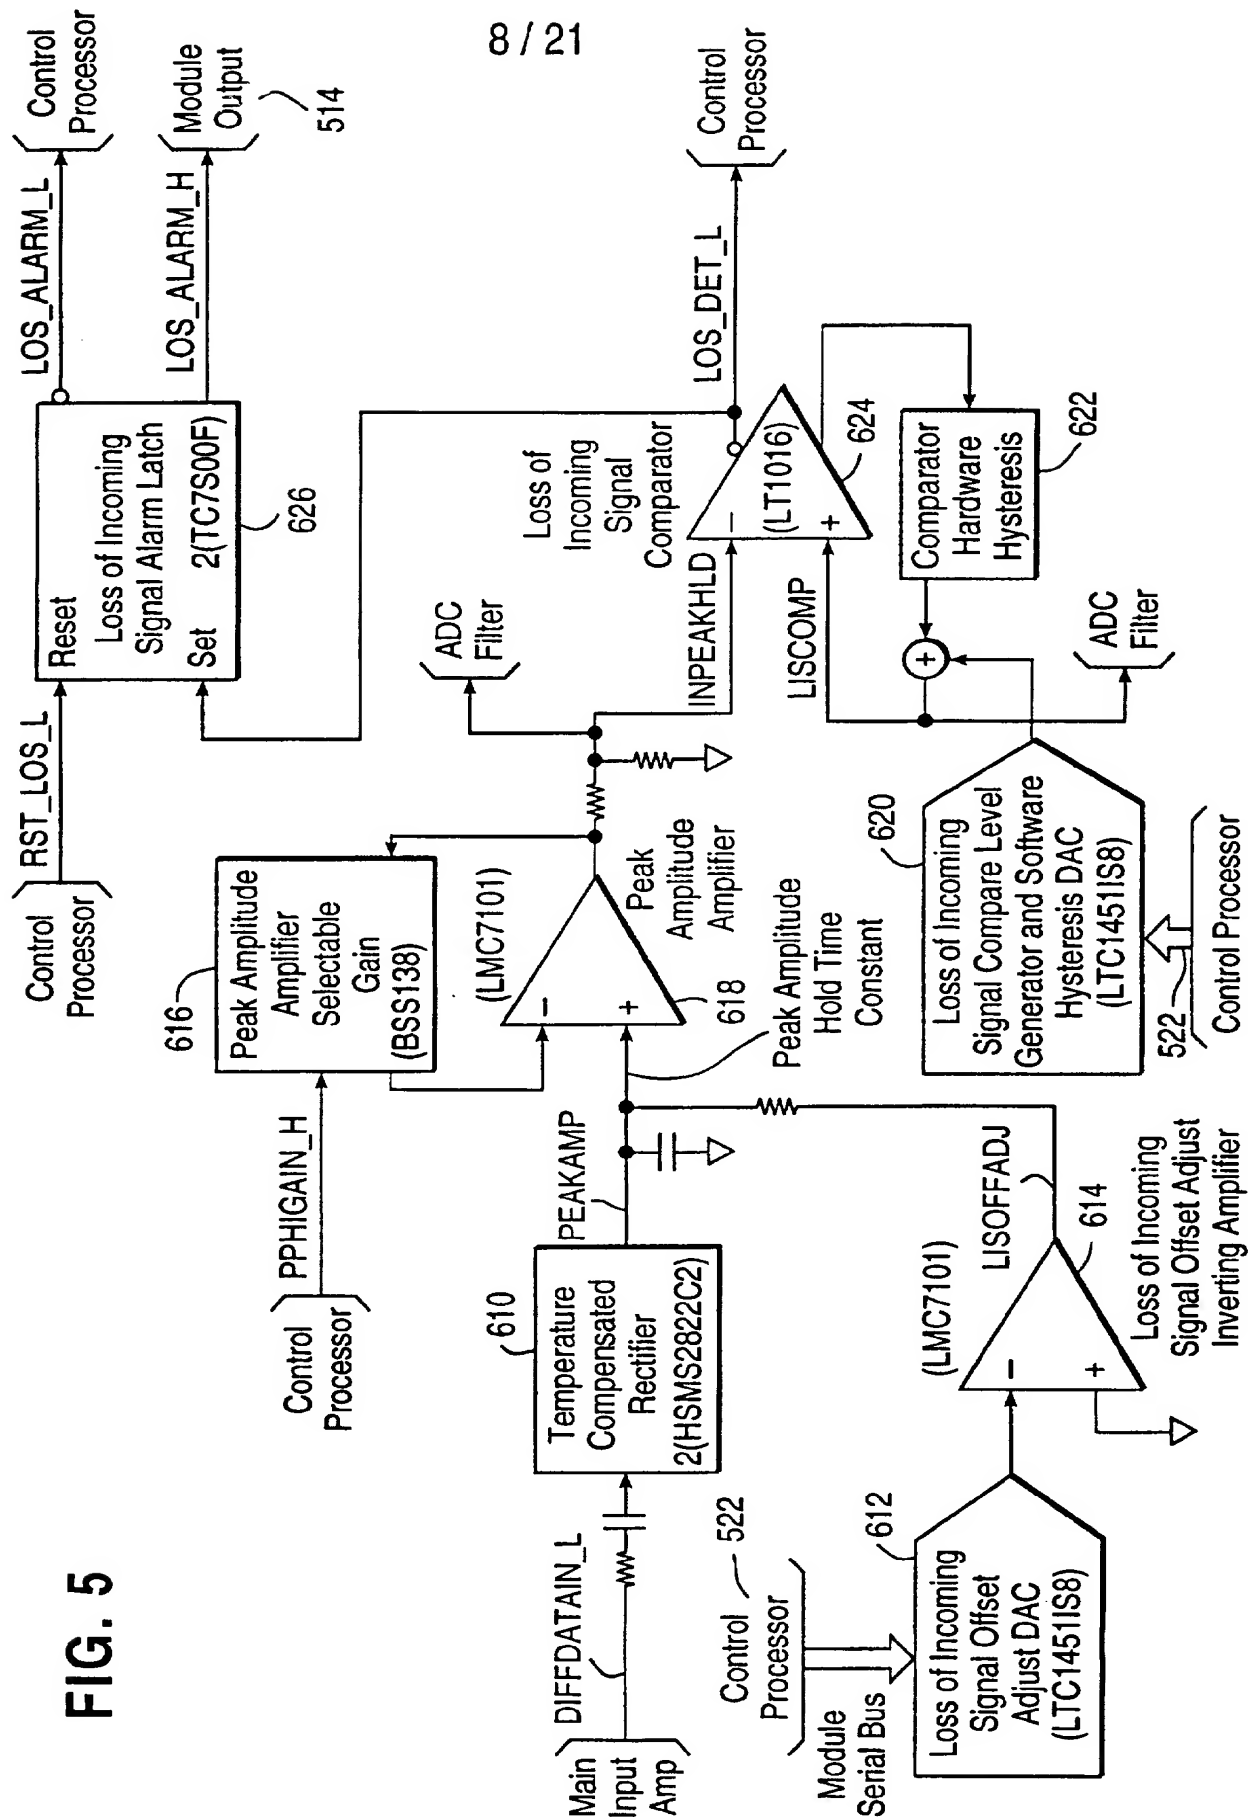 8 / 21
FIG. 5
Control
Processor
RST_LOS_L
Reset
Loss of Incoming
Signal Alarm Latch
Set 2(TC7S00F)
626
LOS_ALARM_L
Control
Processor
LOS_ALARM_H
Module
Output
514
Control
Processor
PPHIGAIN_H
616
Peak Amplitude
Amplifier
Selectable
Gain
(BSS138)
(LMC7101)
−
+
618
Peak
Amplitude
Amplifier
Peak Amplitude
Hold Time
Constant
ADC
Filter
INPEAKHLD
LISCOMP
Loss of
Incoming
Signal
Comparator
−
(LT1016)
+
624
LOS_DET_L
Control
Processor
Comparator
Hardware
Hysteresis
622
+
ADC
Filter
Main
Input
Amp
DIFFDATAIN_L
610
Temperature
Compensated
Rectifier
2(HSMS2822C2)
PEAKAMP
620
Loss of Incoming
Signal Compare Level
Generator and Software
Hysteresis DAC
(LTC1451IS8)
522
Control Processor
Control
Processor
522
Module
Serial Bus
612
Loss of Incoming
Signal Offset
Adjust DAC
(LTC1451IS8)
(LMC7101)
−
+
LISOFFADJ
614
Loss of Incoming
Signal Offset Adjust
Inverting Amplifier